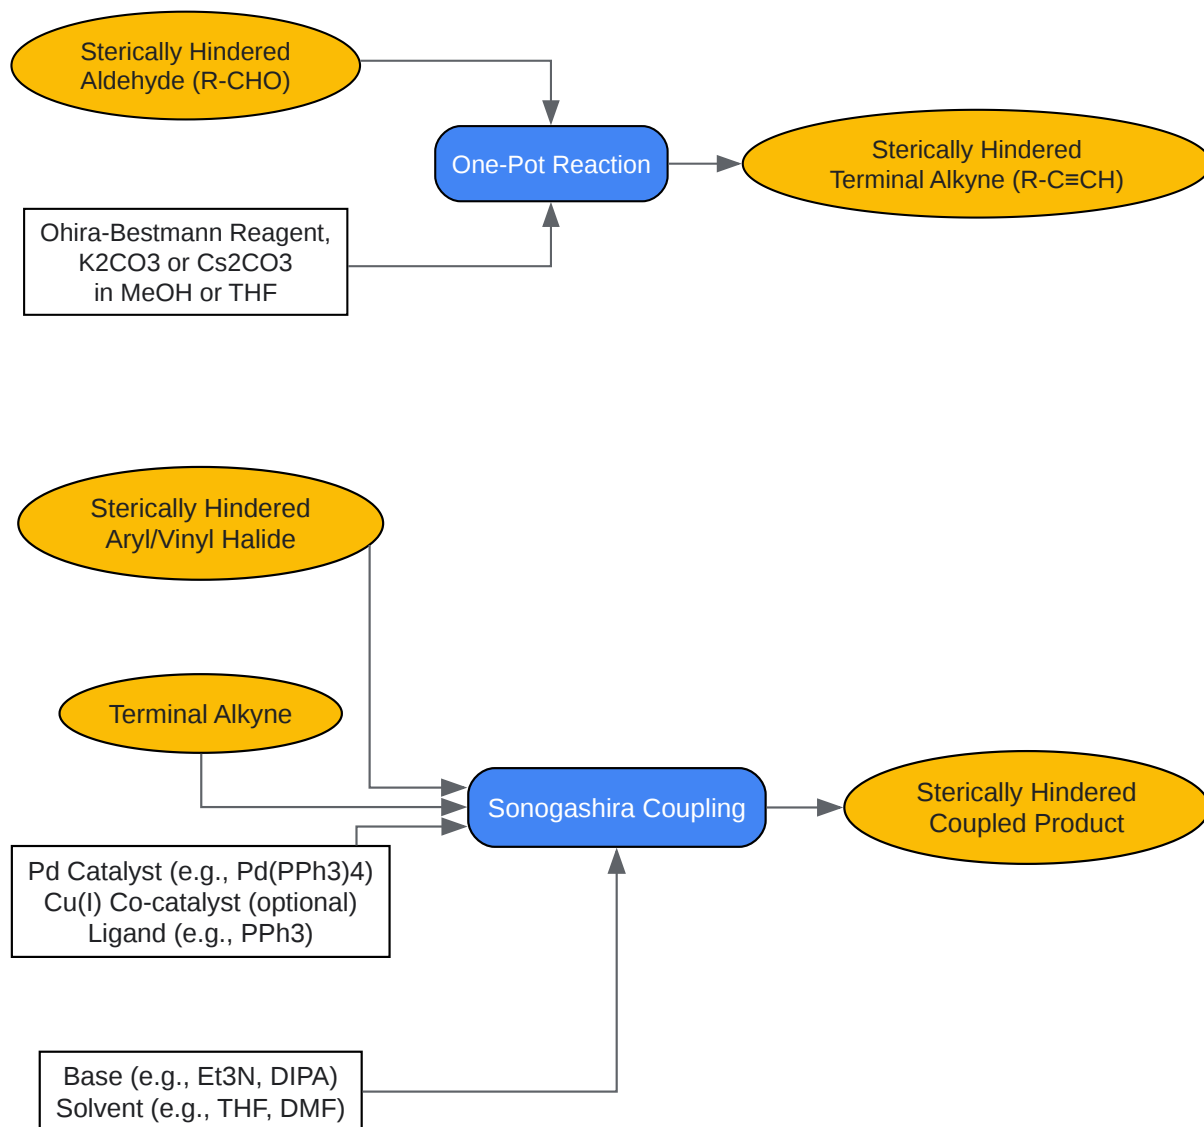 Sterically Hindered
Aldehyde (R-CHO)
One-Pot Reaction
Sterically Hindered
Terminal Alkyne (R-C≡CH)
Ohira-Bestmann Reagent,
K2CO3 or Cs2CO3
in MeOH or THF
Sterically Hindered
Aryl/Vinyl Halide
Terminal Alkyne
Sonogashira Coupling
Sterically Hindered
Coupled Product
Pd Catalyst (e.g., Pd(PPh3)4)
Cu(I) Co-catalyst (optional)
Ligand (e.g., PPh3)
Base (e.g., Et3N, DIPA)
Solvent (e.g., THF, DMF)